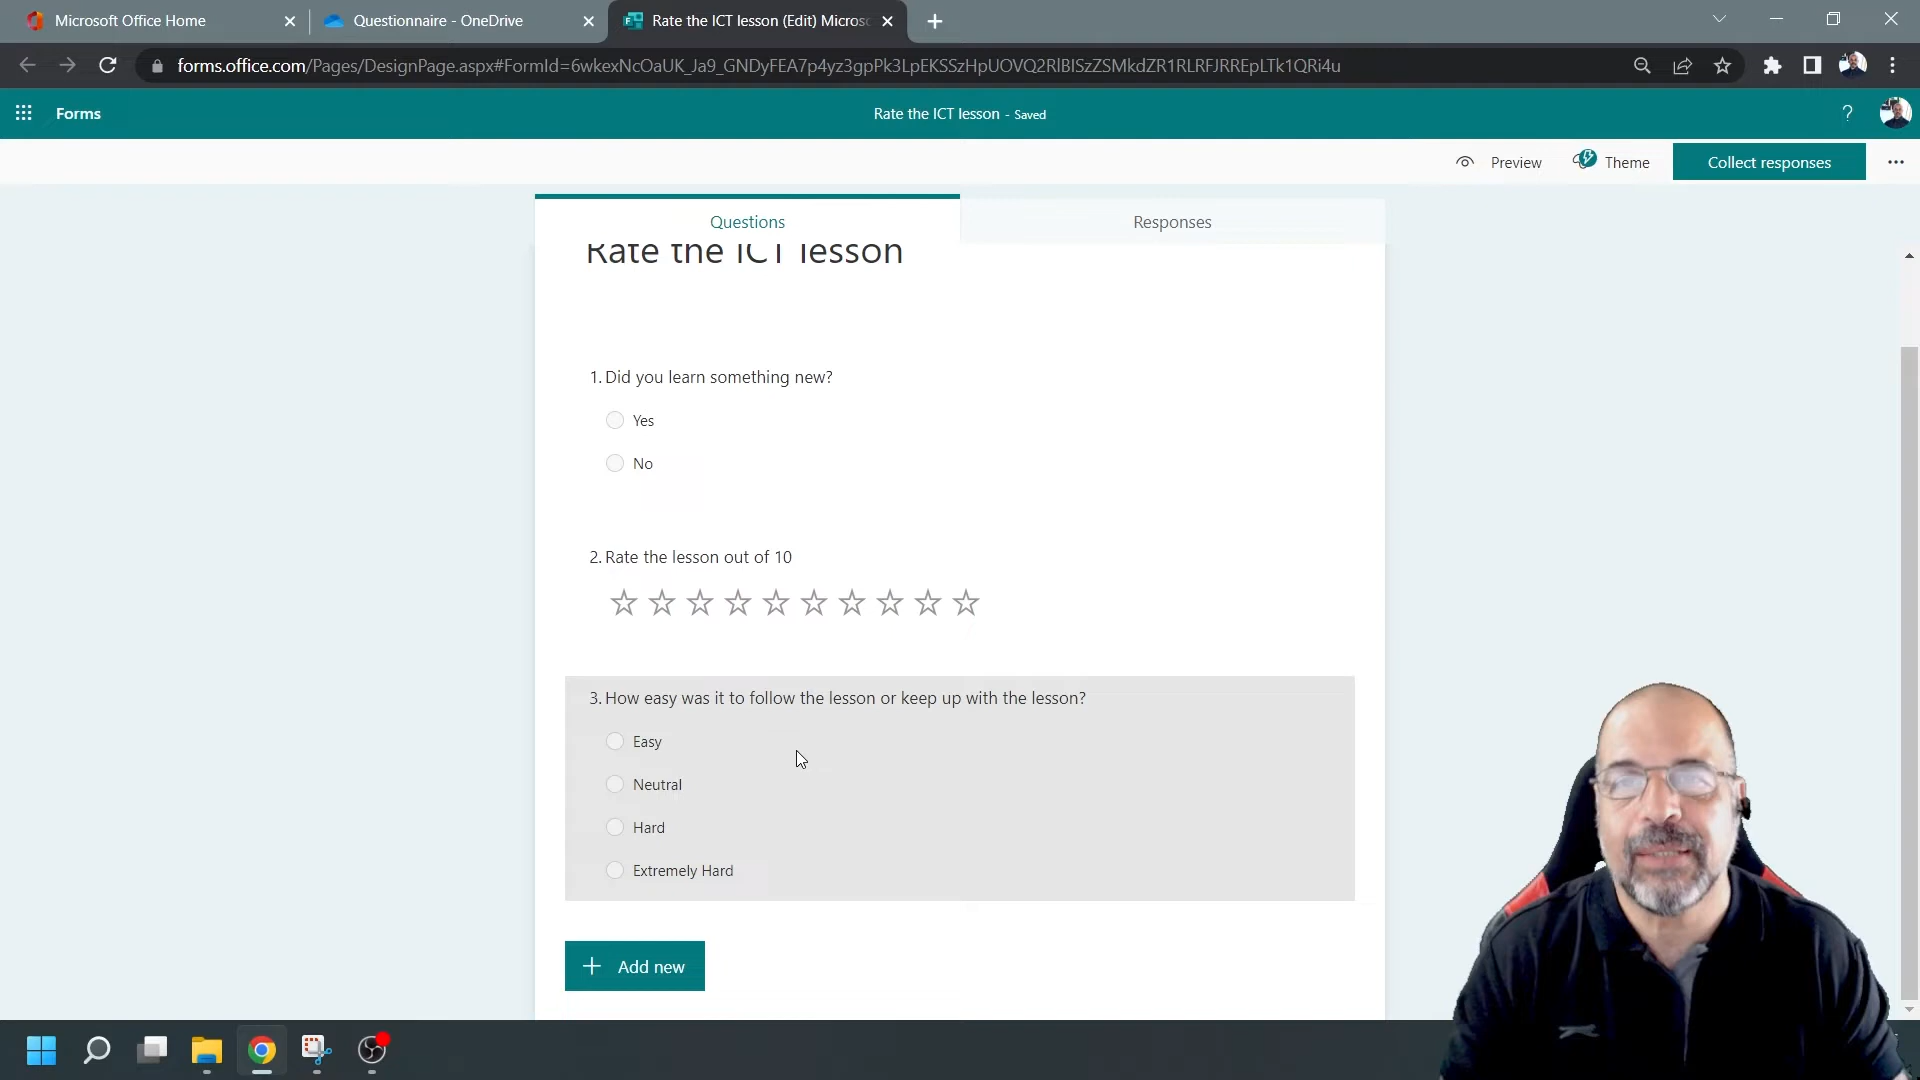 Microsoft Office Home
Questionnaire - OneDrive
Rate the ICT lesson (Edit) Micros
forms.office.com/Pages/DesignPage.aspx#FormId=6wkexNcOaUK_Ja9_GNDyFEA7p4yz3gpPk3LpEKSSzHpUOVQ2RlBISzZSMkdZR1RLRFJRREpLTk1QRi4u
Forms
Rate the ICT lesson - Saved
?
Preview
Theme
Collect responses
Questions
Responses
Rate the ICT lesson
1. Did you learn something new?
Yes
No
2. Rate the lesson out of 10
3. How easy was it to follow the lesson or keep up with the lesson?
Easy
Neutral
Hard
Extremely Hard
Add new